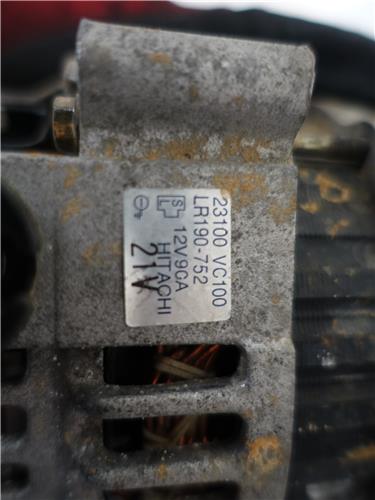 23100 VC100
LR190-752
12V90A
HITACHI
21V
S
L